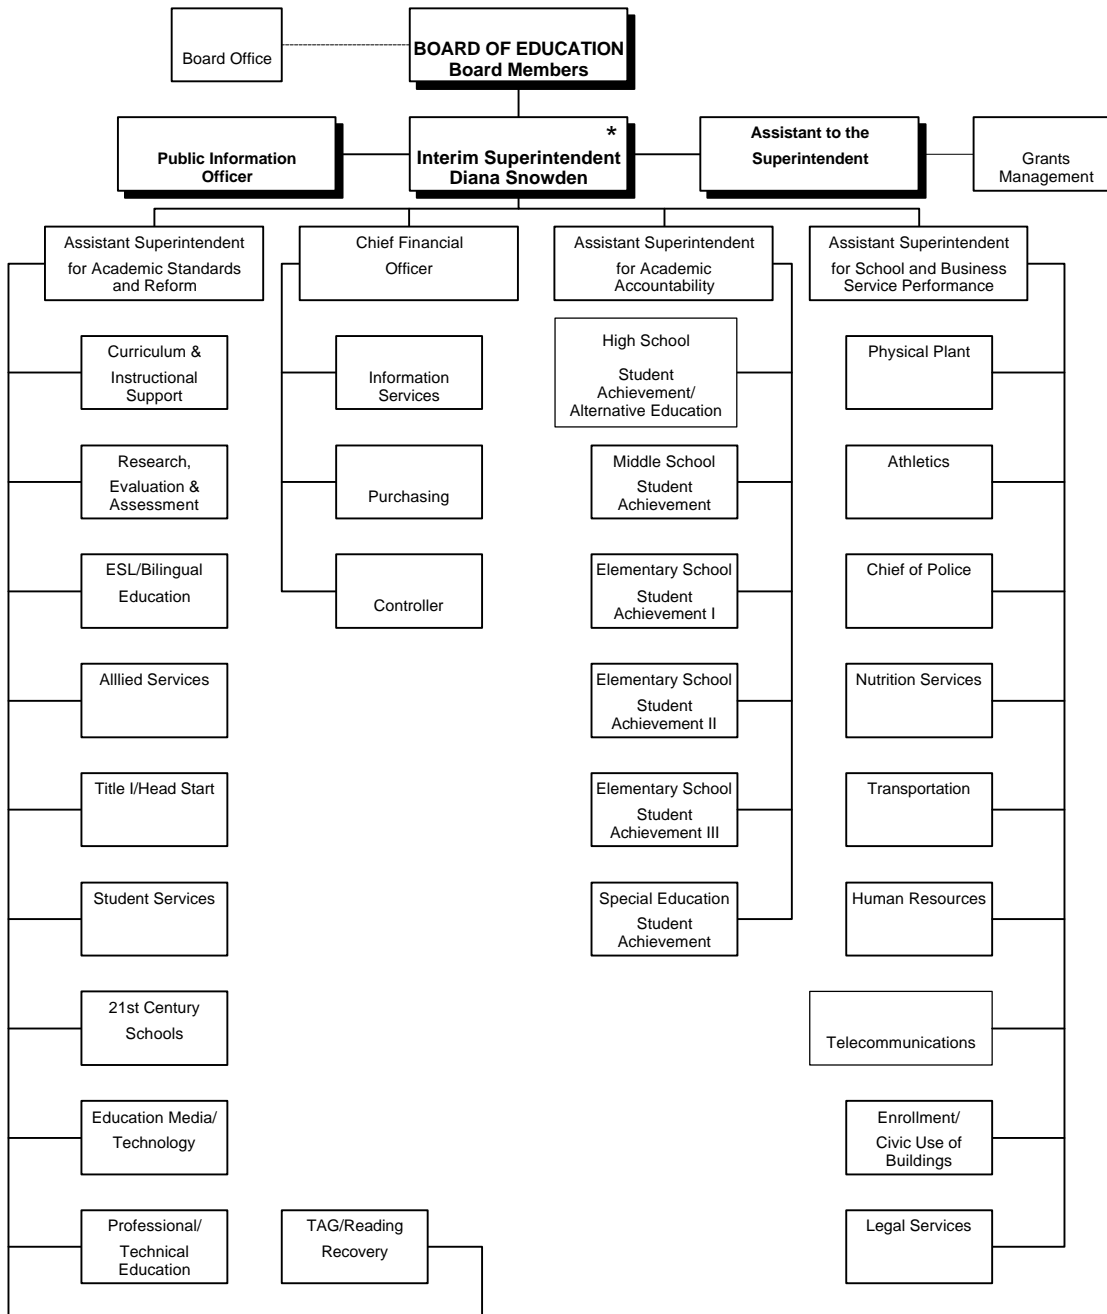 Board Office
BOARD OF EDUCATION
Board Members
Public Information
Officer
*
Interim Superintendent
Diana Snowden
Assistant to the
Superintendent
Grants
Management
Assistant Superintendent
for Academic Standards
and Reform
Chief Financial
Officer
Assistant Superintendent
for Academic
Accountability
Assistant Superintendent
for School and Business
Service Performance
Curriculum &
Instructional
Support
Research,
Evaluation &
Assessment
ESL/Bilingual
Education
Alllied Services
Title I/Head Start
Student Services
21st Century
Schools
Education Media/
Technology
Professional/
Technical
Education
TAG/Reading
Recovery
Information
Services
Purchasing
Controller
High School
Student
Achievement/
Alternative Education
Middle School
Student
Achievement
Elementary School
Student
Achievement I
Elementary School
Student
Achievement II
Elementary School
Student
Achievement III
Special Education
Student
Achievement
Physical Plant
Athletics
Chief of Police
Nutrition Services
Transportation
Human Resources
Telecommunications
Enrollment/
Civic Use of
Buildings
Legal Services